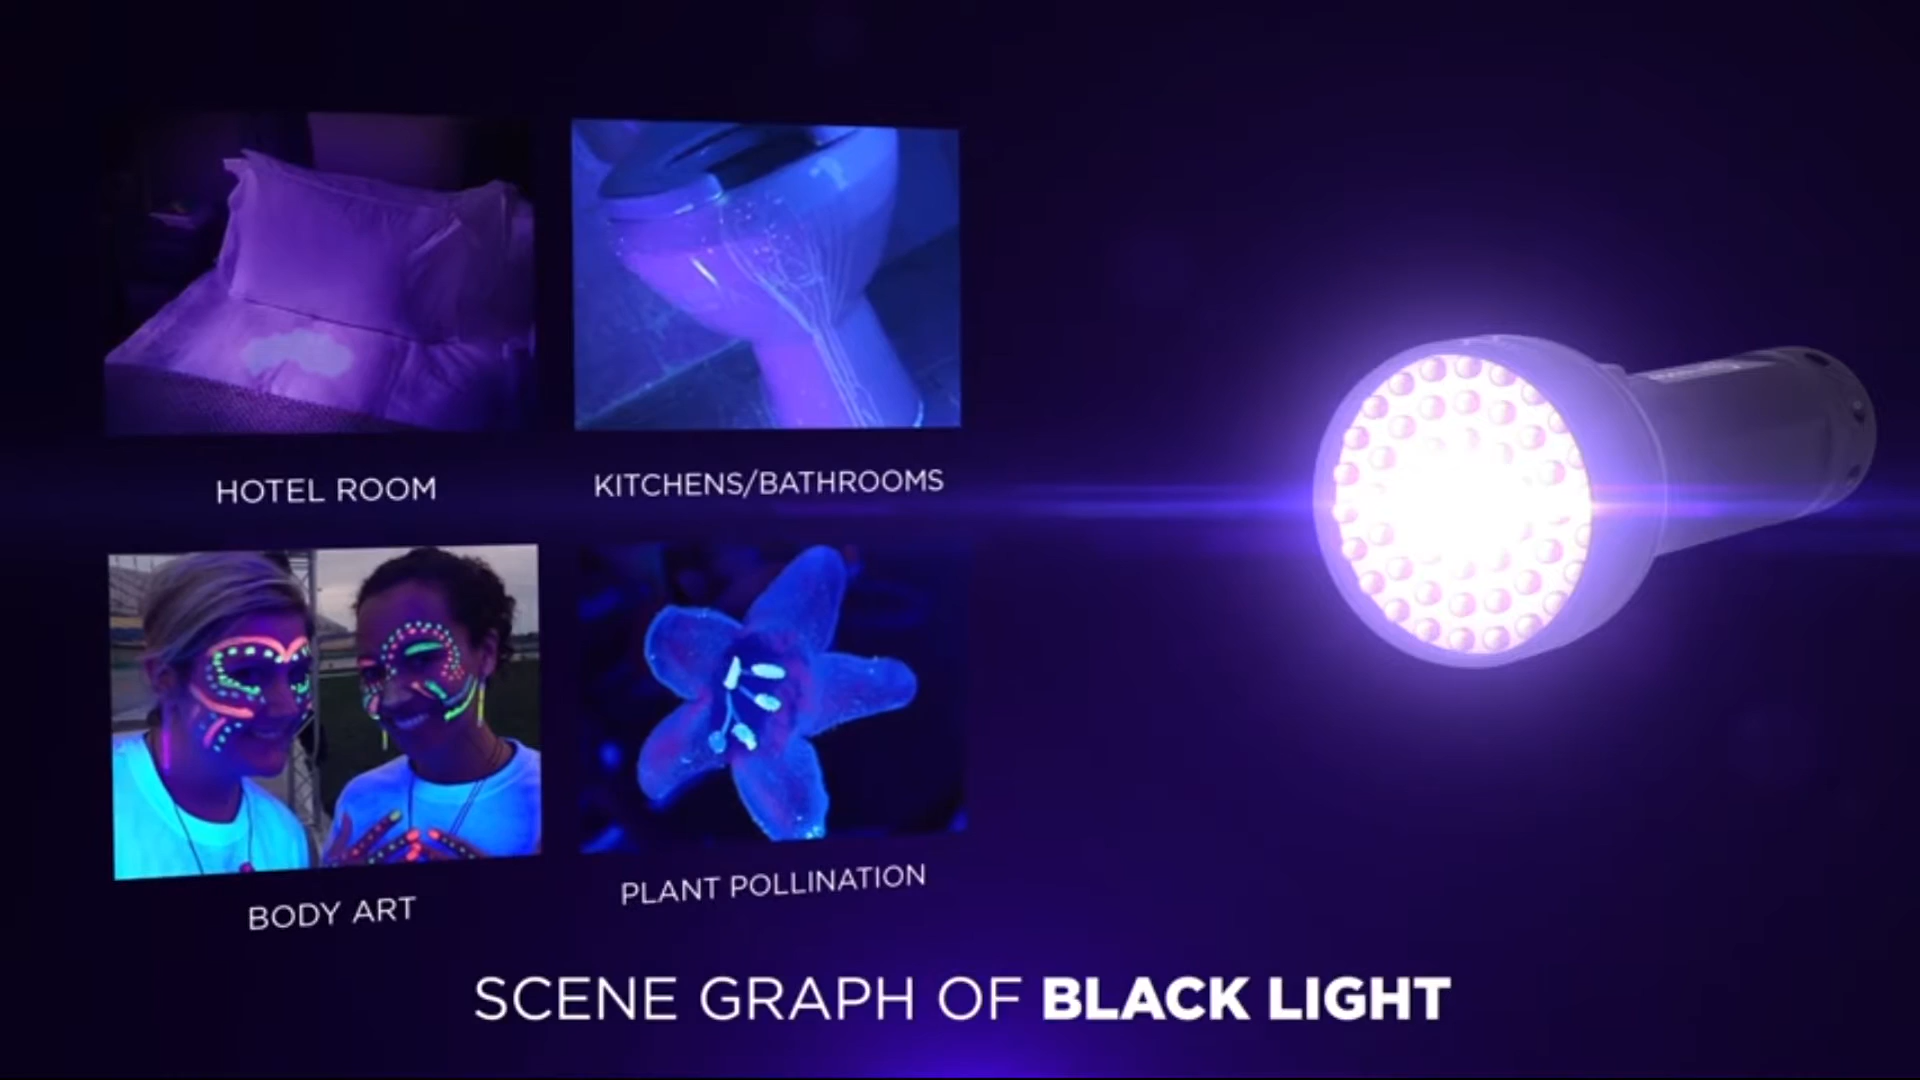 HOTEL ROOM
KITCHENS/BATHROOMS
BODY ART
PLANT POLLINATION
SCENE GRAPH OF BLACK LIGHT